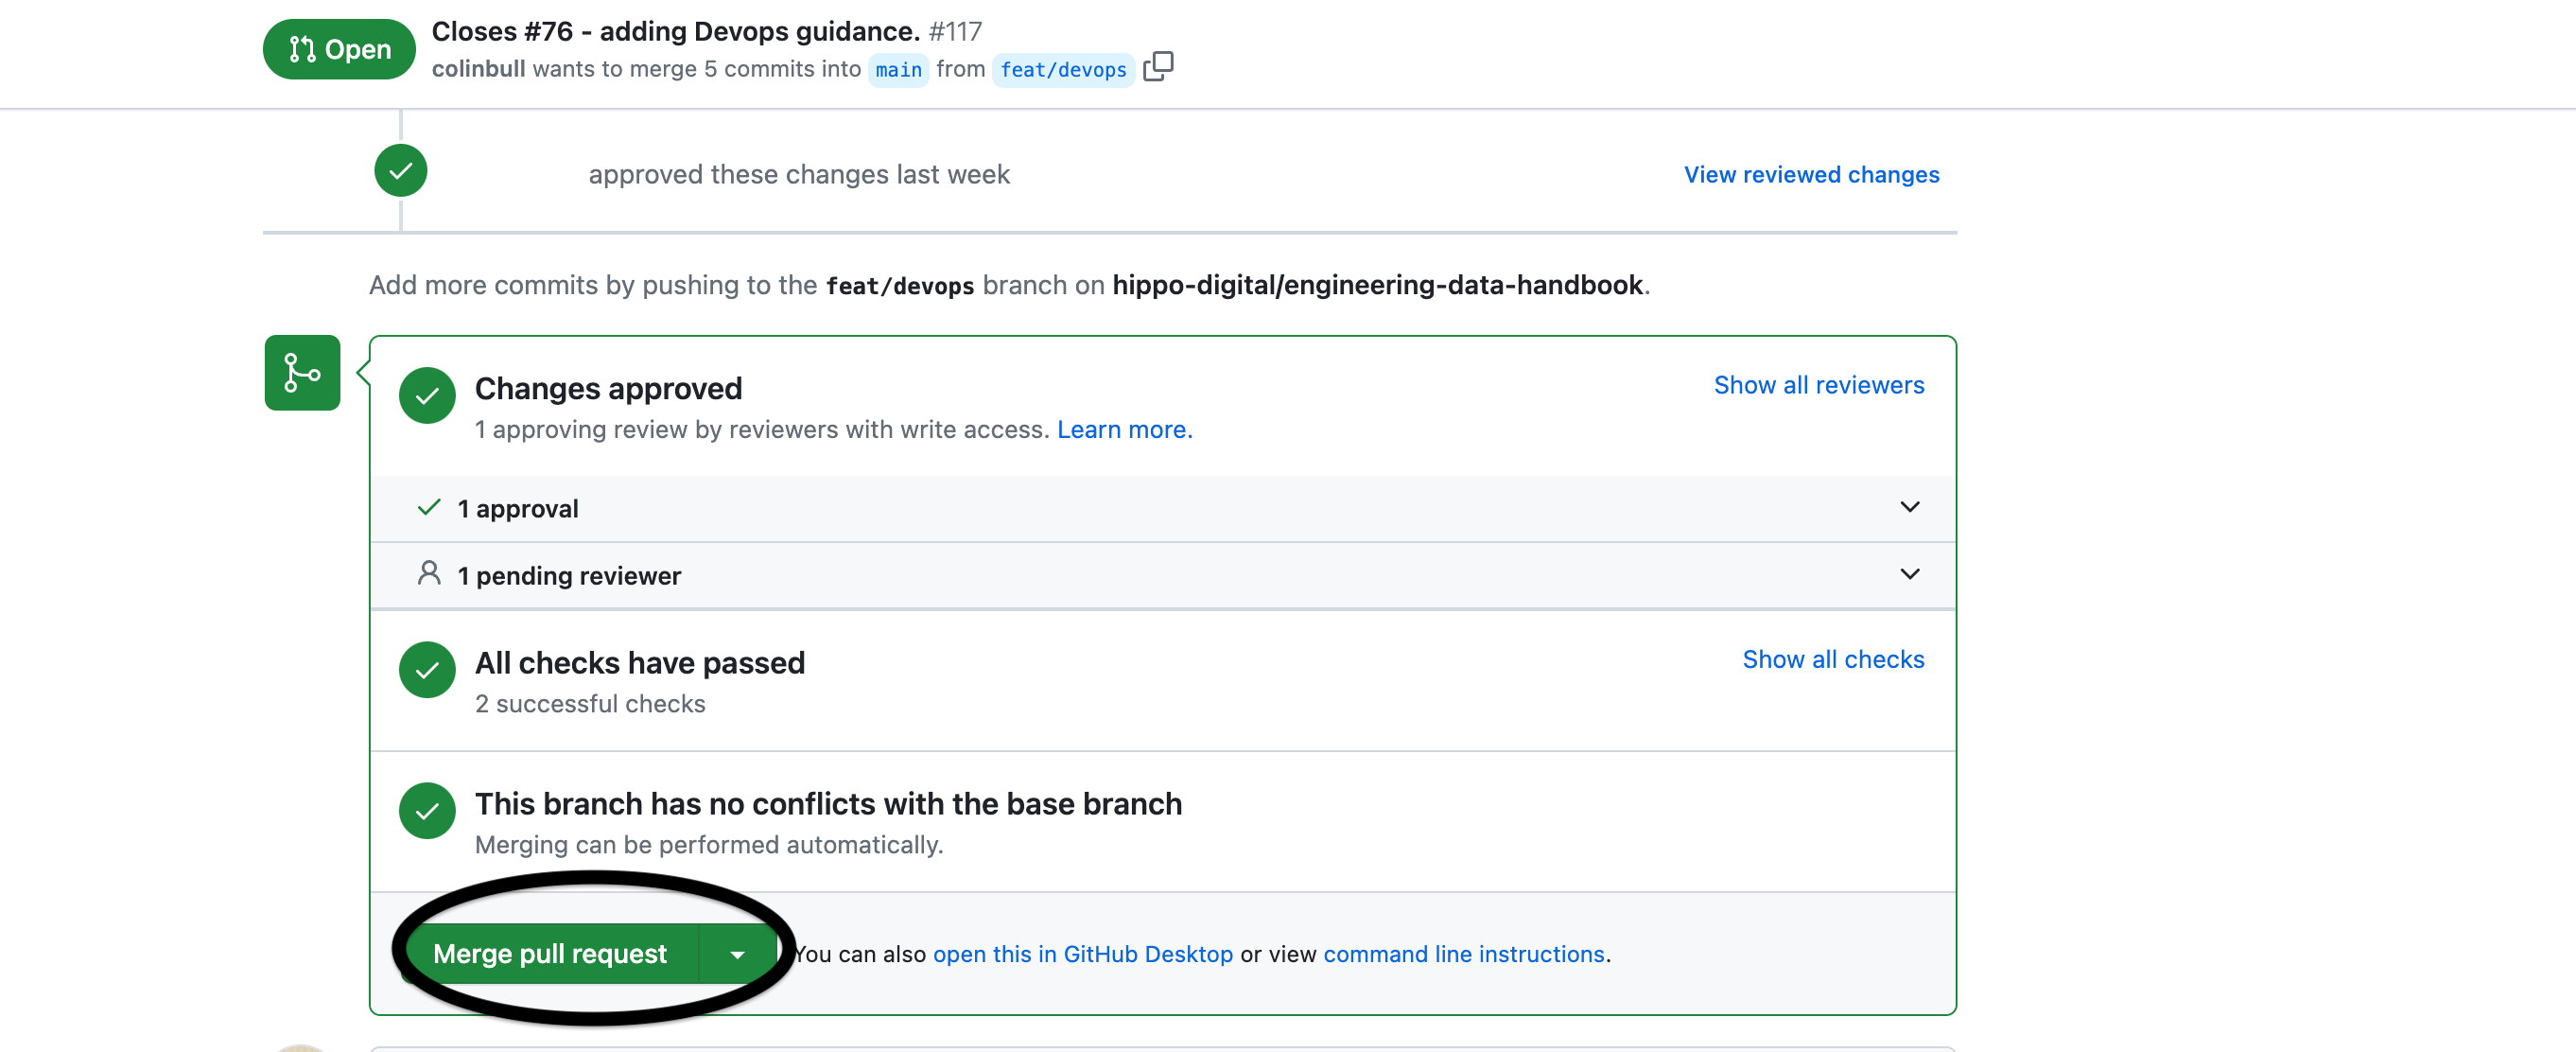 Open
Closes #76 - adding Devops guidance. #117
colinbull wants to merge 5 commits into main from feat/devops
approved these changes last week
View reviewed changes
Add more commits by pushing to the feat/devops branch on hippo-digital/engineering-data-handbook.
Changes approved
Show all reviewers
1 approving review by reviewers with write access. Learn more.
1 approval
1 pending reviewer
All checks have passed
Show all checks
2 successful checks
This branch has no conflicts with the base branch
Merging can be performed automatically.
Merge pull request
You can also open this in GitHub Desktop or view command line instructions.